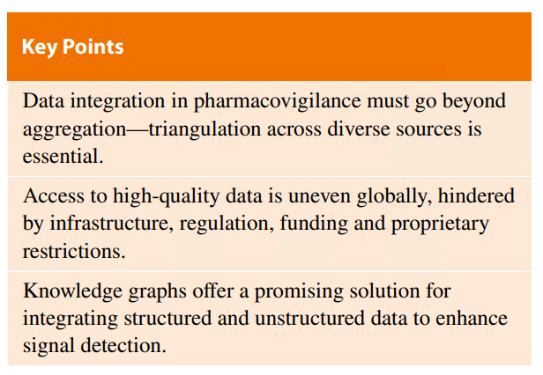 Key Points
Data integration in pharmacovigilance must go beyond
aggregation—triangulation across diverse sources is
essential.
Access to high-quality data is uneven globally, hindered
by infrastructure, regulation, funding and proprietary
restrictions.
Knowledge graphs offer a promising solution for
integrating structured and unstructured data to enhance
signal detection.